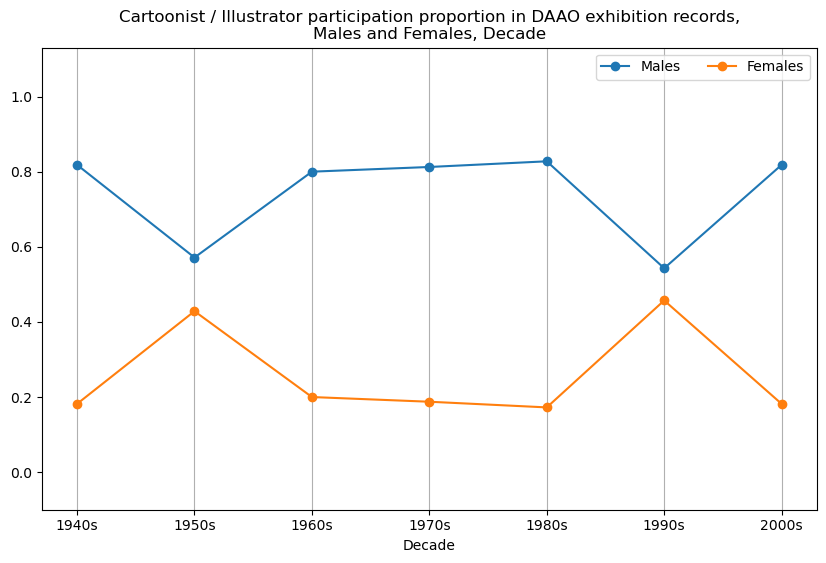 Cartoonist / Illustrator participation proportion in DAAO exhibition records,
Males and Females, Decade
Males
Females
1.0
0.8
0.6
0.4
0.2
0.0
1940s 1950s 1960s 1970s 1980s 1990s 2000s
Decade